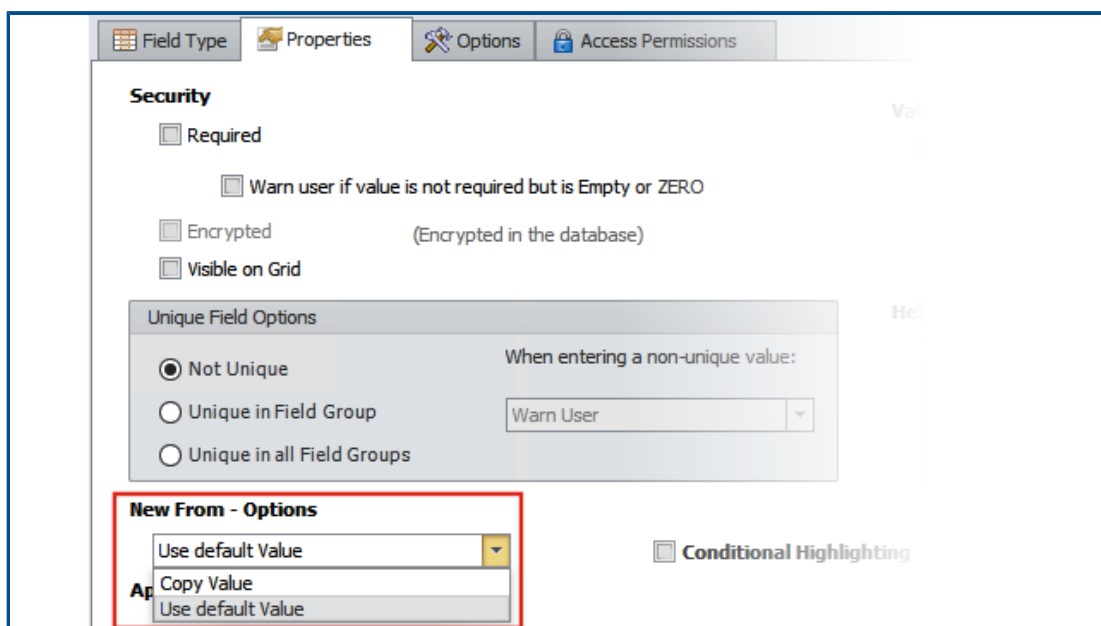 Field Type Properties Options Access Permissions
Security
Required
Warn user if value is not required but is Empty or ZERO
Encrypted (Encrypted in the database)
Visible on Grid
Unique Field Options
Not Unique
When entering a non-unique value:
Unique in Field Group
Warn User
Unique in all Field Groups
New From - Options
Use default Value
Conditional Highlighting
Copy Value
Use default Value